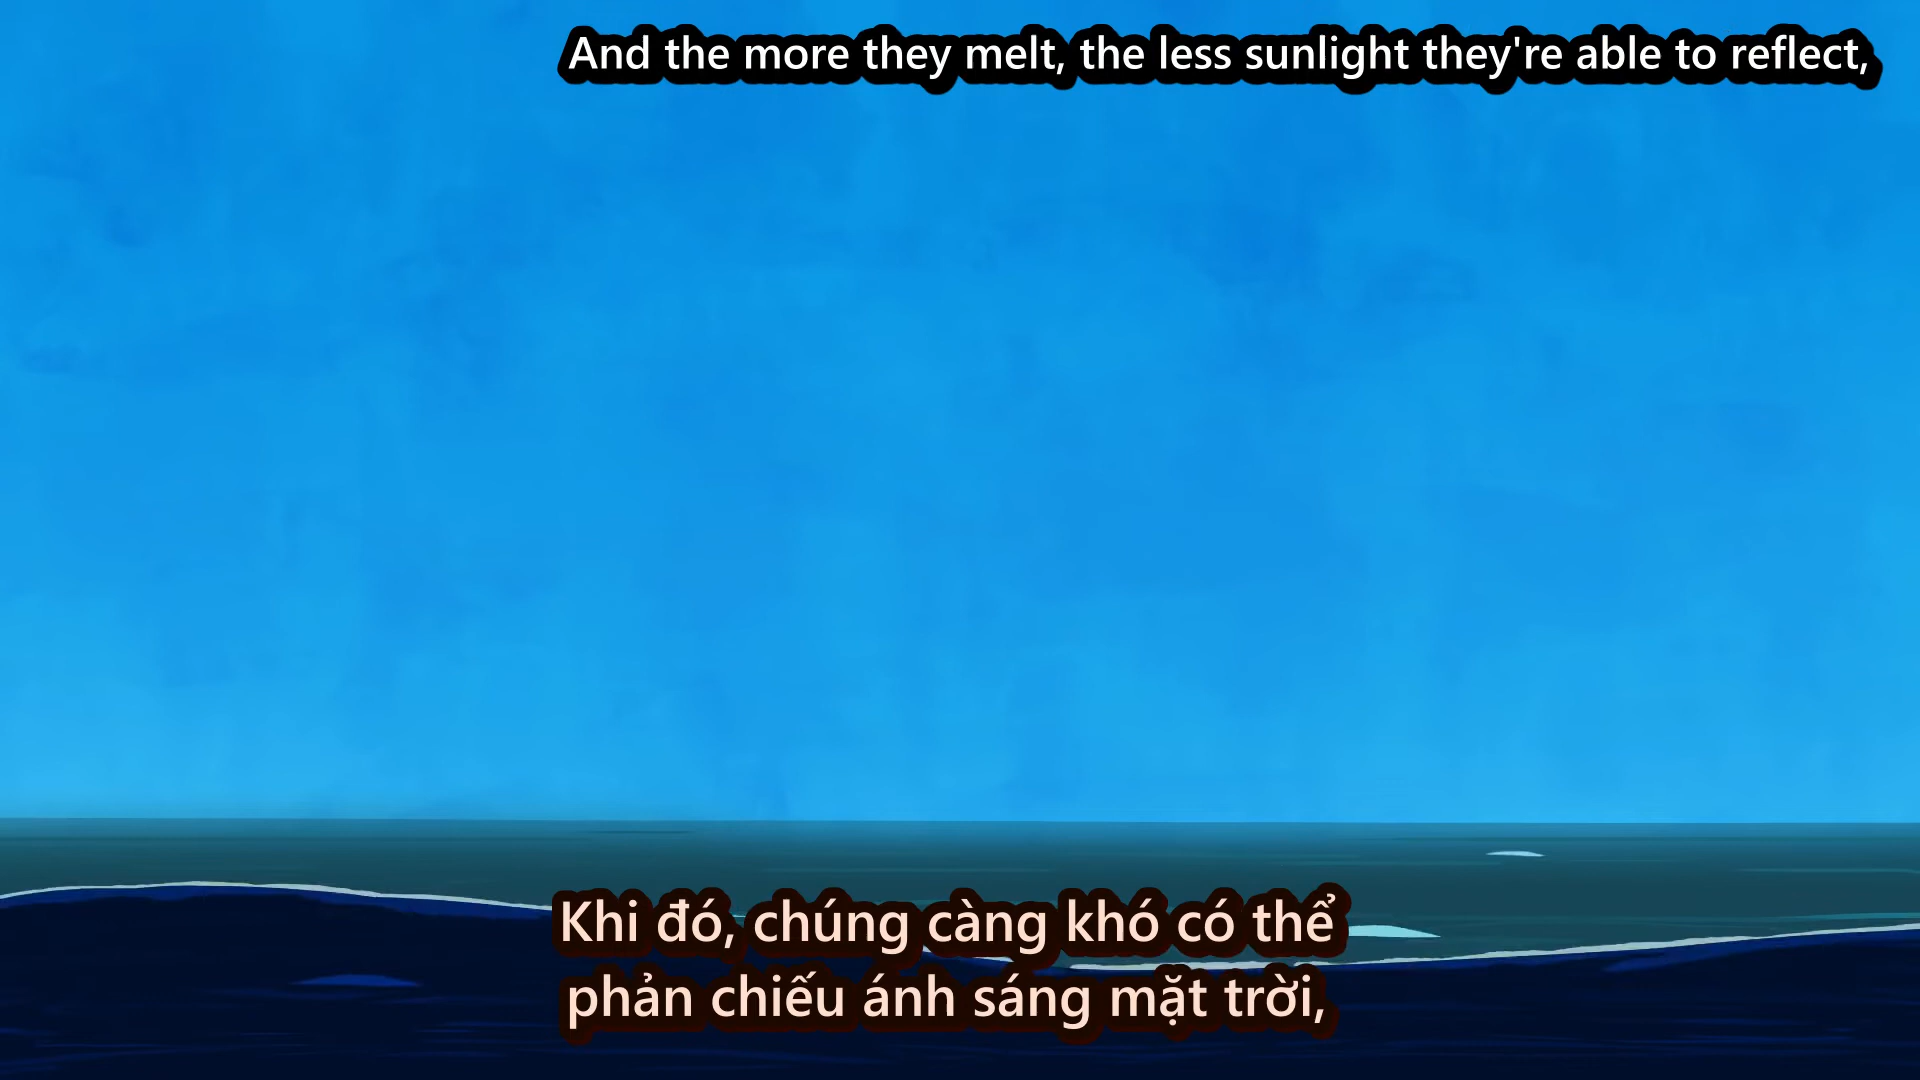 And the more they melt, the less sunlight they're able to reflect,
Khi đó, chúng càng khó có thể
phản chiếu ánh sáng mặt trời,